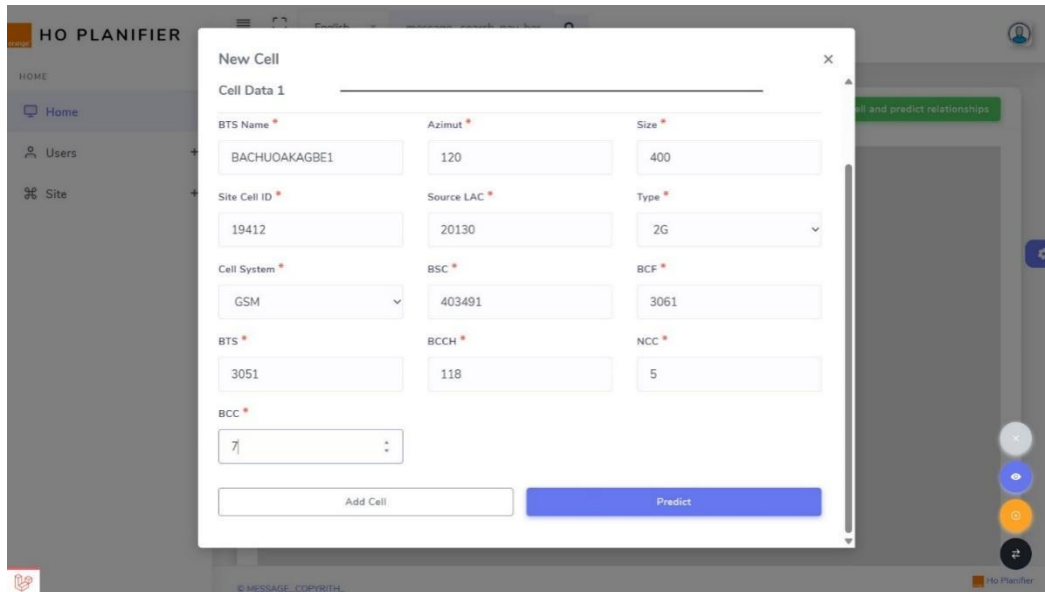 HO PLANIFIER
English
HOME
Home
Users +
Site +
New Cell ×
Cell Data 1
ell and predict relationships
BTS Name * Azimut * Size *
BACHUOAKAGBE1 120 400
Site Cell ID * Source LAC * Type *
19412 20130 2G
Cell System * BSC * BCF *
GSM 403491 3061
BTS * BCCH * NCC *
3051 118 5
BCC *
7
Add Cell Predict
© MESSAGE_COPYRITH... Ho Planifier